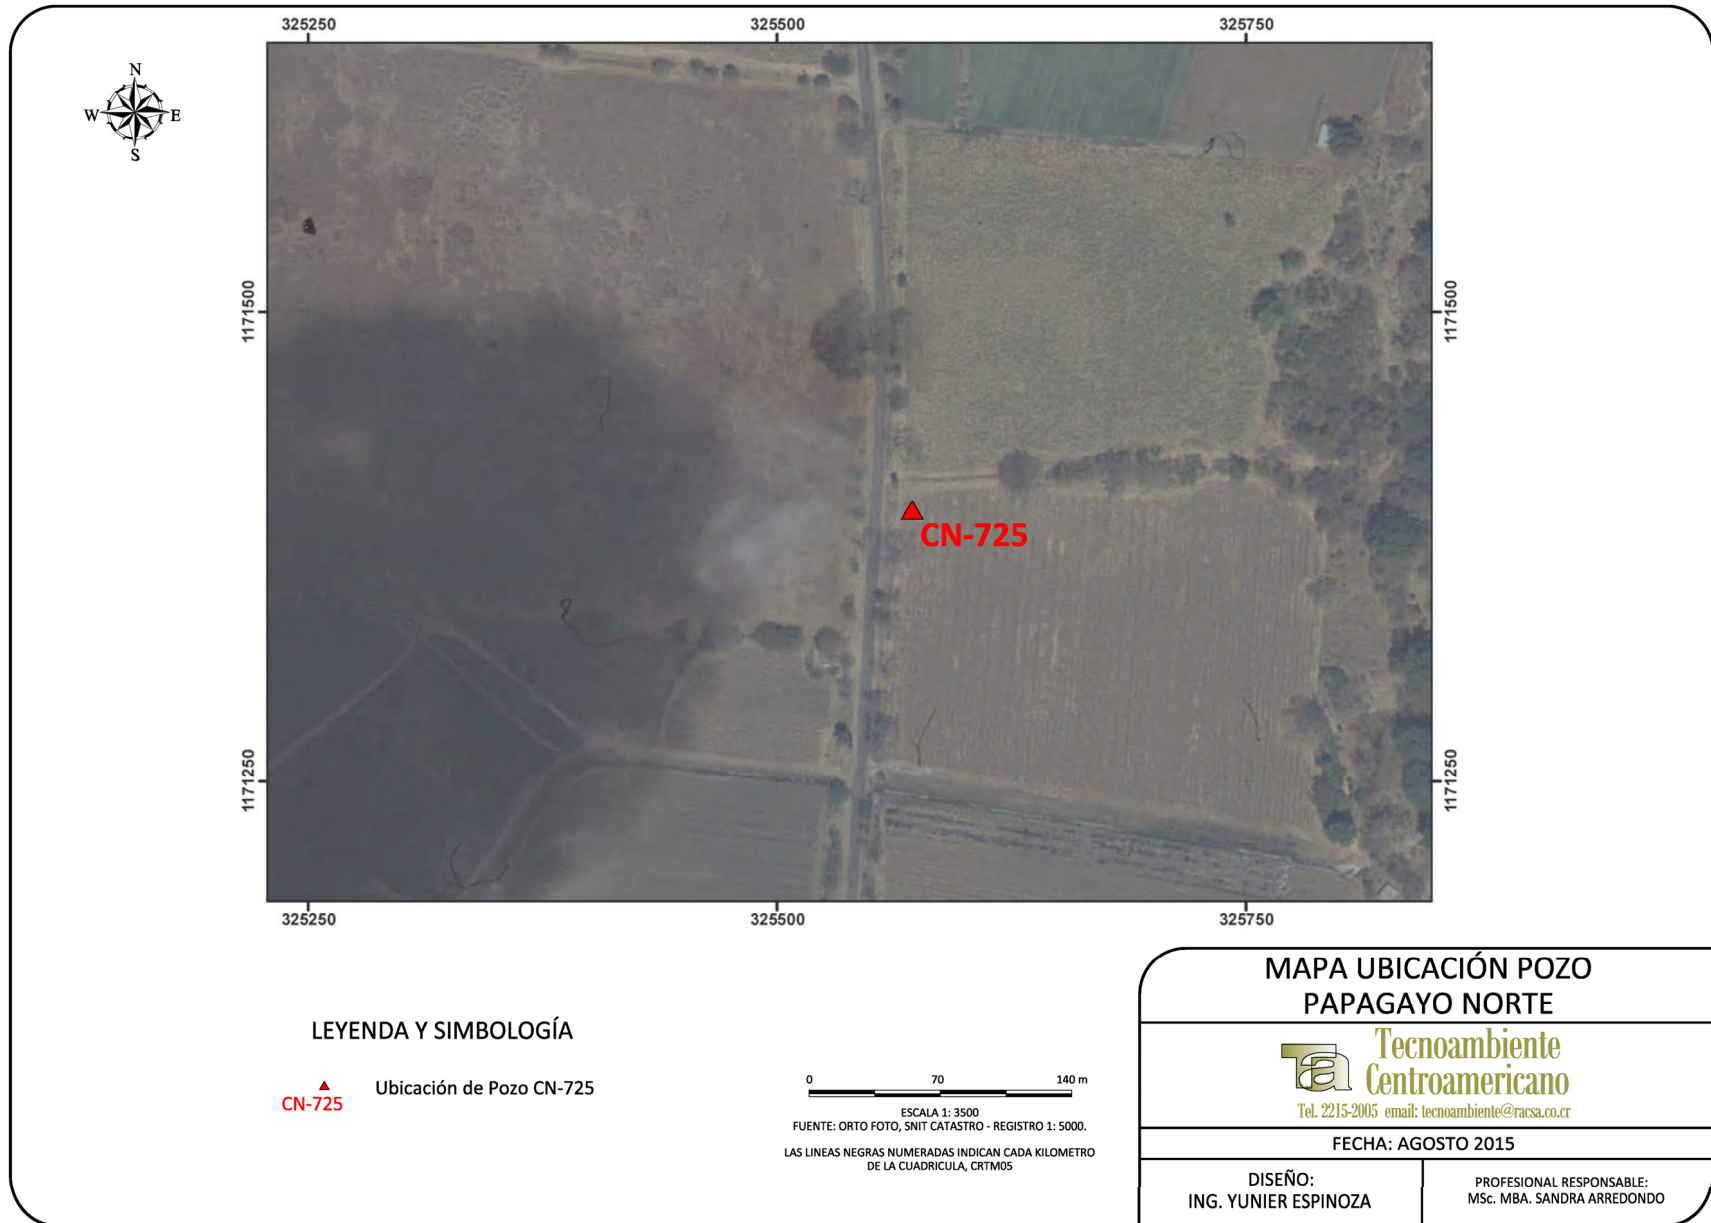 325250
325500
325750
N
W
E
S
1171500
1171500
CN-725
1171250
1171250
325250
325500
325750
LEYENDA Y SIMBOLOGÍA
CN-725
Ubicación de Pozo CN-725
0 70 140 m
ESCALA 1: 3500
FUENTE: ORTO FOTO, SNIT CATASTRO - REGISTRO 1: 5000.
LAS LINEAS NEGRAS NUMERADAS INDICAN CADA KILOMETRO
DE LA CUADRICULA, CRTM05
MAPA UBICACIÓN POZO
PAPAGAYO NORTE
Ta
Tecnoambiente
Centroamericano
Tel. 2215-2005 email: tecnoambiente@racsa.co.cr
FECHA: AGOSTO 2015
DISEÑO:
ING. YUNIER ESPINOZA
PROFESIONAL RESPONSABLE:
MSc. MBA. SANDRA ARREDONDO